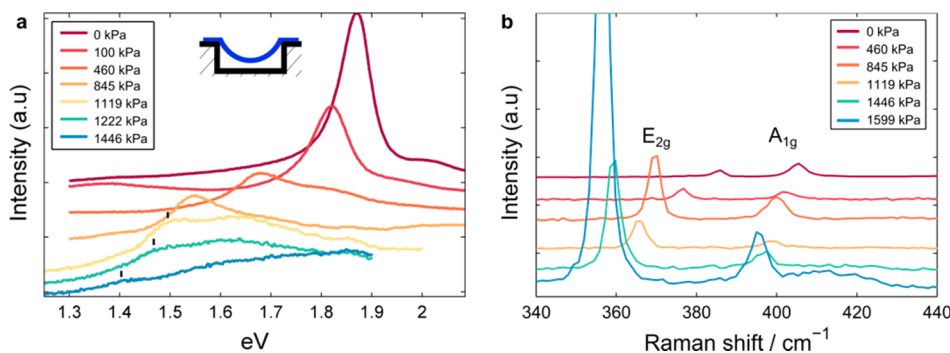 a
0 kPa
100 kPa
460 kPa
845 kPa
1119 kPa
1222 kPa
1446 kPa
Intensity (a.u)
1.3 1.4 1.5 1.6 1.7 1.8 1.9 2
eV
b
0 kPa
460 kPa
845 kPa
1119 kPa
1446 kPa
1599 kPa
E2g
A1g
Intensity (a.u)
340 360 380 400 420 440
Raman shift / cm⁻¹